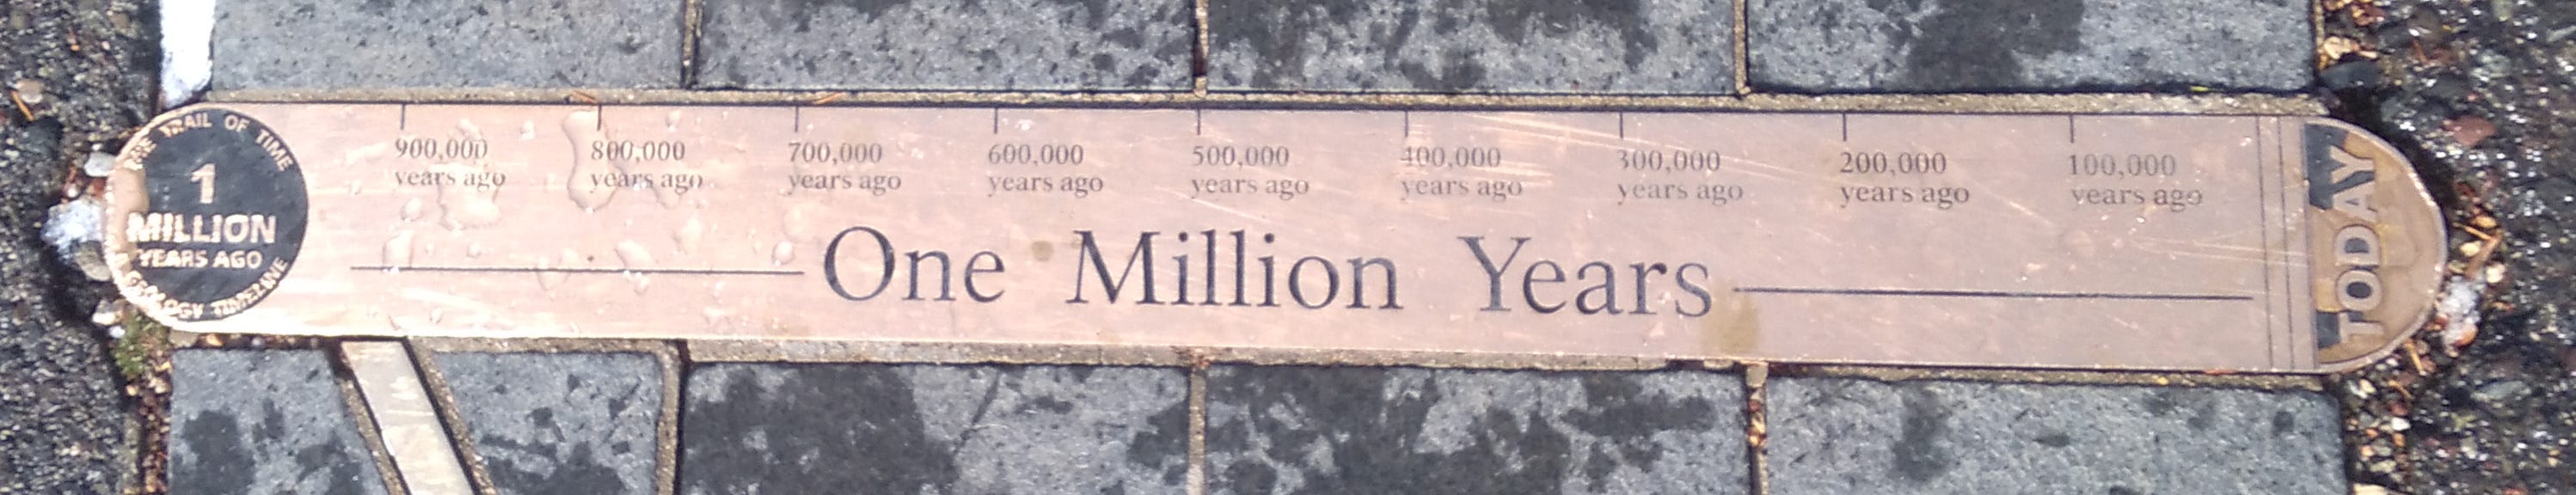 THE TRAIL OF TIME
1
MILLION
YEARS AGO
A GEOLOGY TIMELINE
900,000
years ago
800,000
years ago
700,000
years ago
600,000
years ago
500,000
years ago
400,000
years ago
300,000
years ago
200,000
years ago
100,000
years ago
One Million Years
TODAY